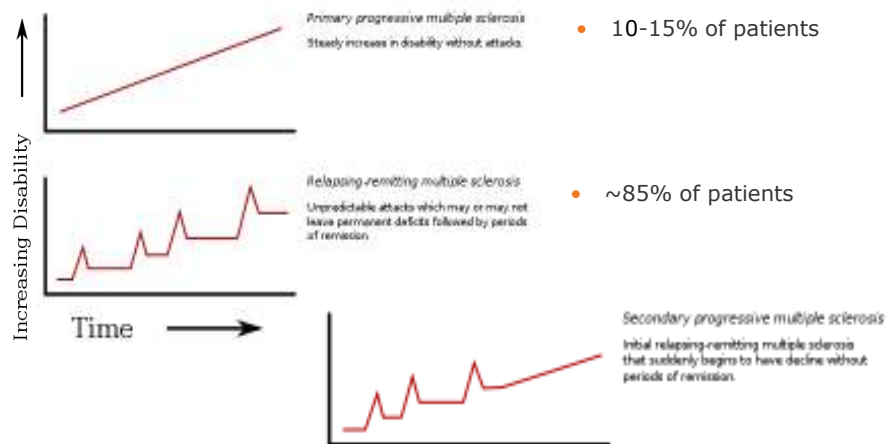 Primary progressive multiple sclerosis
Steady increase in disability without attacks.
• 10-15% of patients
Increasing Disability
Relapsing-remitting multiple sclerosis
Unpredictable attacks which may or may not
leave permanent deficits followed by periods
of remission.
• ~85% of patients
Time
Secondary progressive multiple sclerosis
Initial relapsing-remitting multiple sclerosis
that suddenly begins to have decline without
periods of remission.